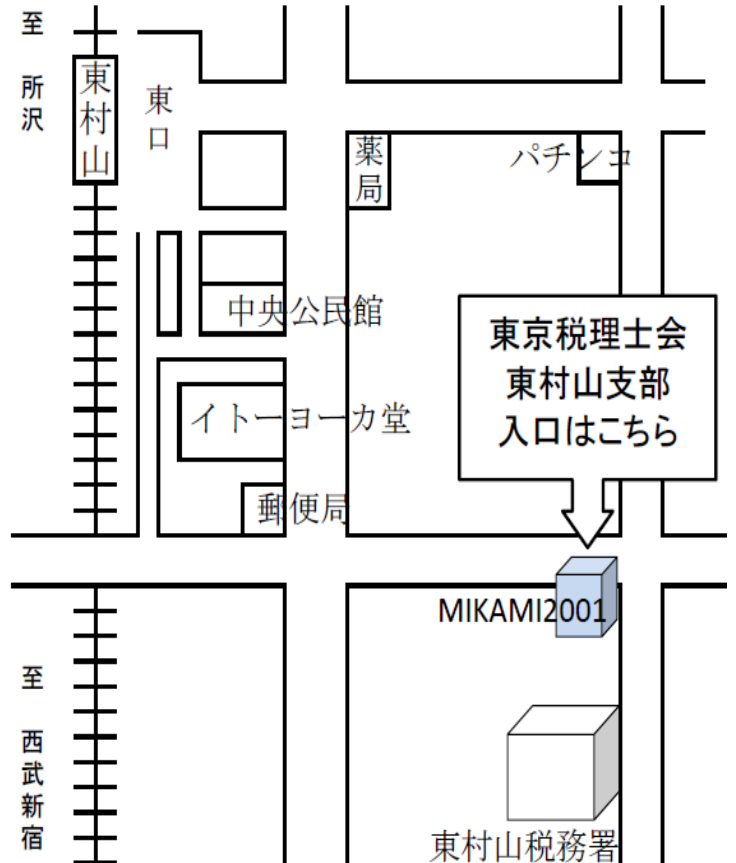 至 所沢
東村山
東口
薬局
パチンコ
中央公民館
東京税理士会
東村山支部
入口はこちら
イトーヨーカ堂
郵便局
MIKAMI2001
至 西武新宿
東村山税務署